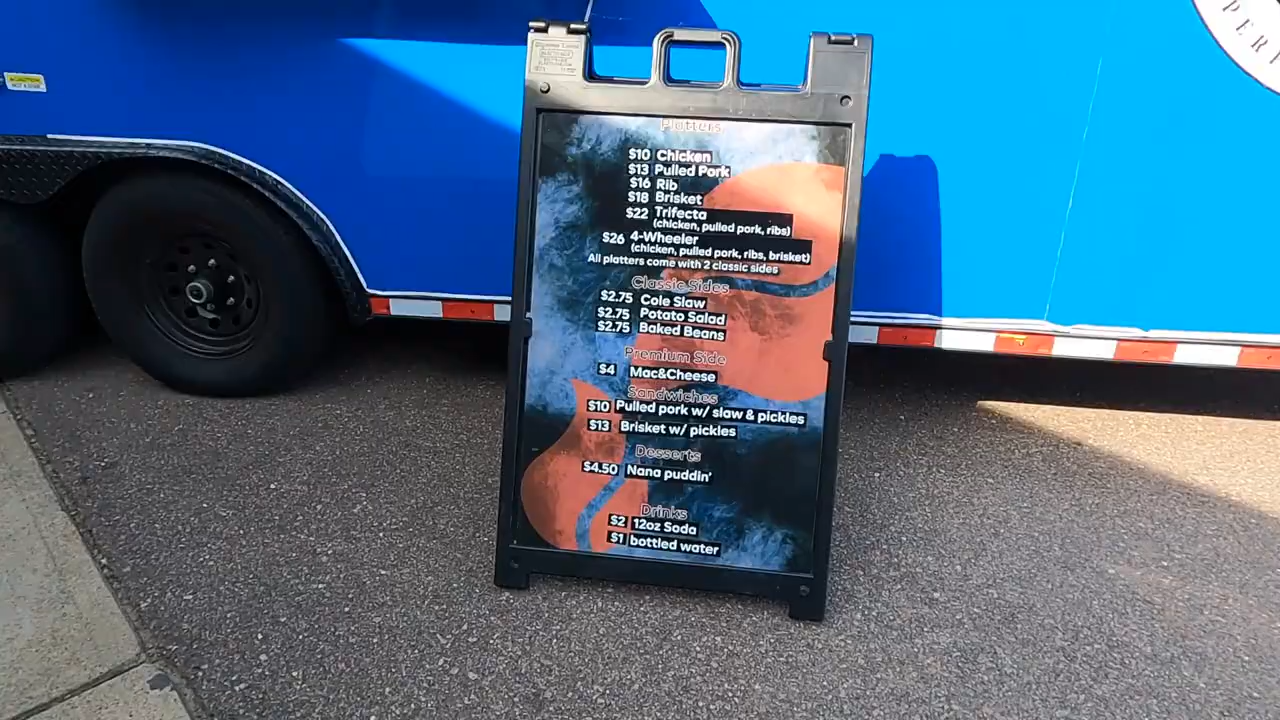 Platters
$10 Chicken
$13 Pulled Pork
$16 Rib
$18 Brisket
$22 Trifecta
(chicken, pulled pork, ribs)
$26 4-Wheeler
(chicken, pulled pork, ribs, brisket)
All platters come with 2 classic sides
Classic Sides
$2.75 Cole Slaw
$2.75 Potato Salad
$2.75 Baked Beans
Premium Side
$4 Mac&Cheese
Sandwiches
$10 Pulled pork w/ slaw & pickles
$13 Brisket w/ pickles
Desserts
$4.50 Nana puddin'
Drinks
$2 12oz Soda
$1 bottled water